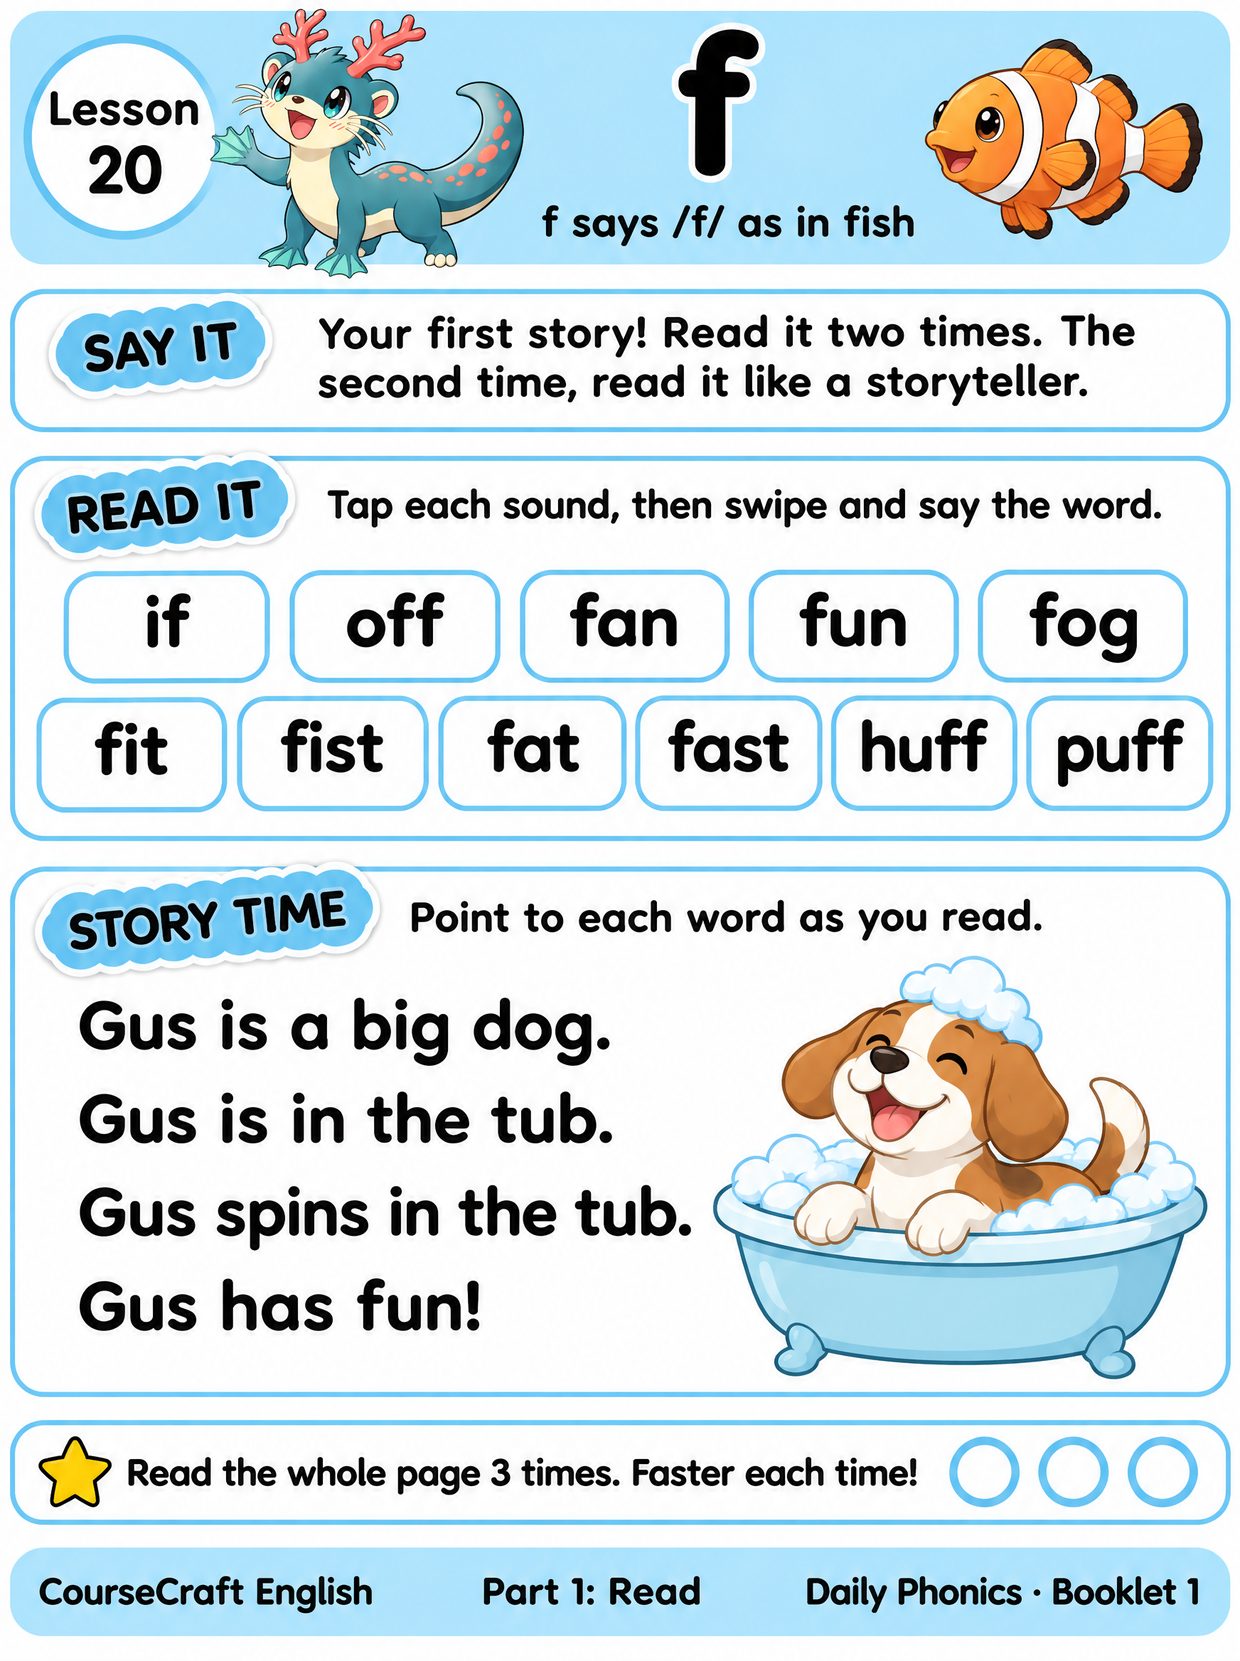 Lesson
20
f
f says /f/ as in fish
SAY IT
Your first story! Read it two times. The
second time, read it like a storyteller.
READ IT
Tap each sound, then swipe and say the word.
if off fan fun fog
fit fist fat fast huff puff
STORY TIME
Point to each word as you read.
Gus is a big dog.
Gus is in the tub.
Gus spins in the tub.
Gus has fun!
Read the whole page 3 times. Faster each time!
CourseCraft English Part 1: Read Daily Phonics · Booklet 1